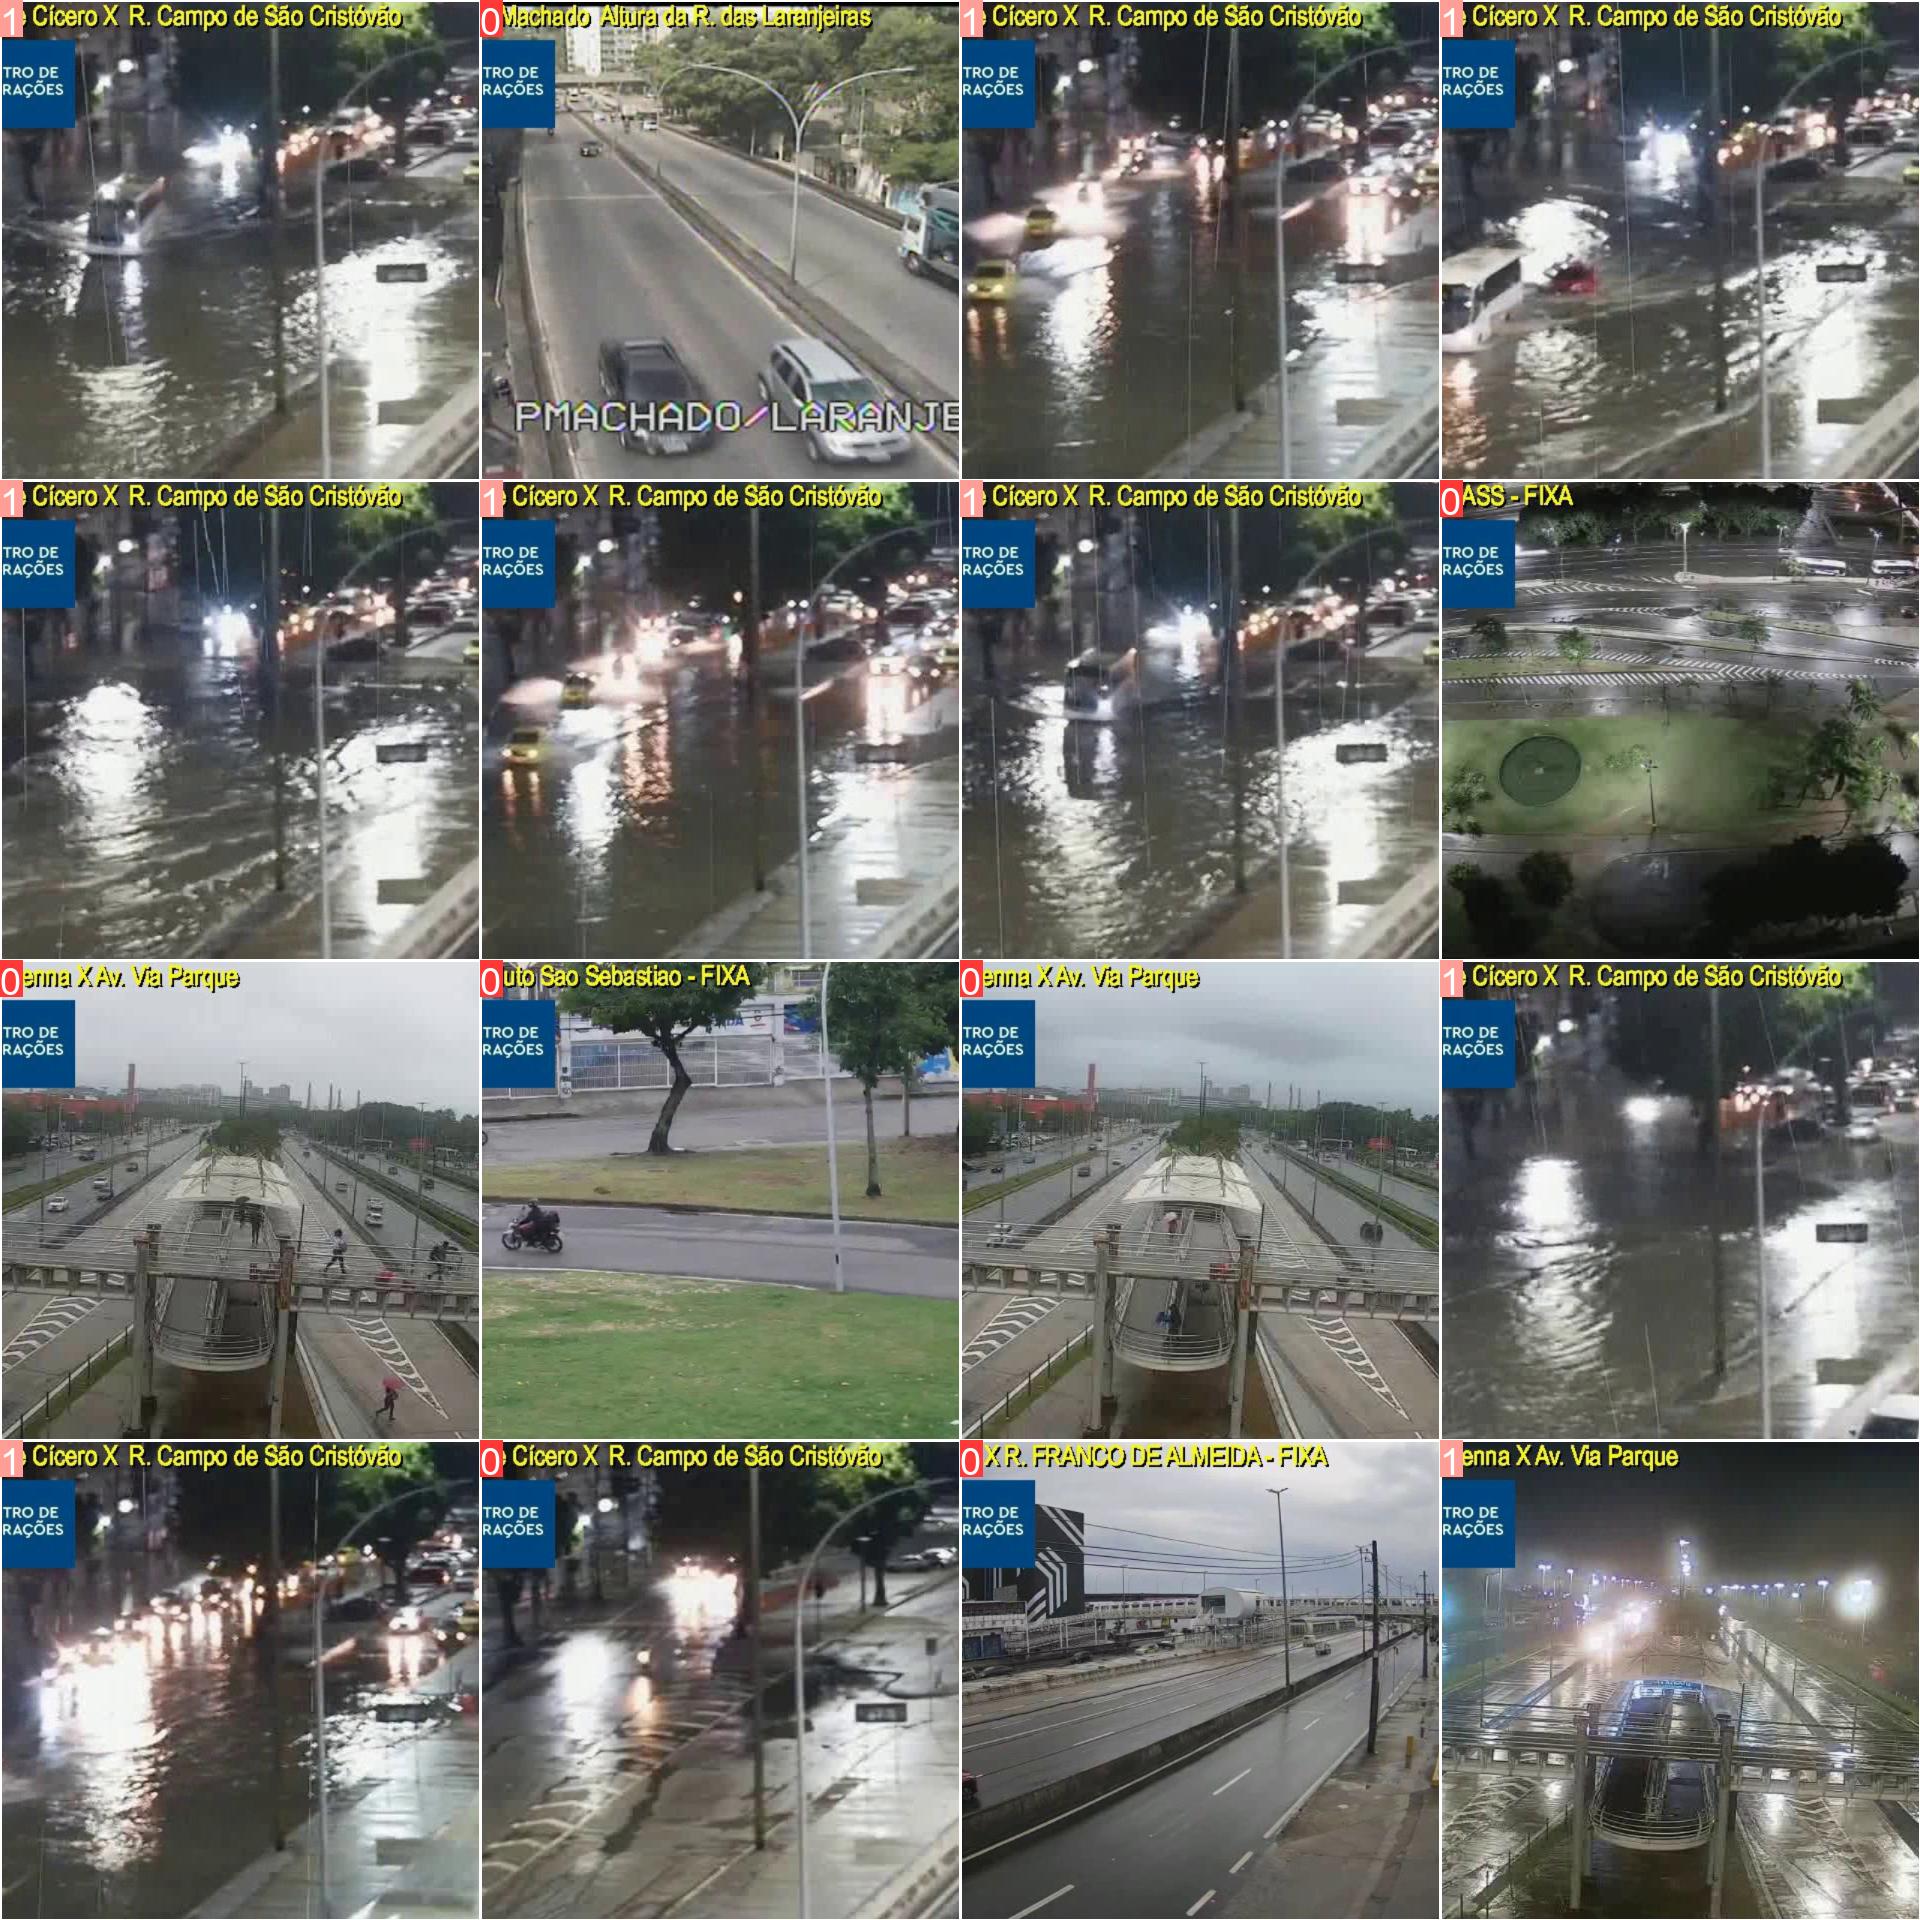 1 e Cícero X R. Campo de São Cristóvão
TRO DE
RAÇÕES
0 Machado Altura da R. das Laranjeiras
TRO DE
RAÇÕES
PMACHADO/LARANJE
1 e Cícero X R. Campo de São Cristóvão
TRO DE
RAÇÕES
1 e Cícero X R. Campo de São Cristóvão
TRO DE
RAÇÕES
1 e Cícero X R. Campo de São Cristóvão
TRO DE
RAÇÕES
1 e Cícero X R. Campo de São Cristóvão
TRO DE
RAÇÕES
1 e Cícero X R. Campo de São Cristóvão
TRO DE
RAÇÕES
0 ASS - FIXA
TRO DE
RAÇÕES
0 enna X Av. Via Parque
TRO DE
RAÇÕES
0 uto Sao Sebastiao - FIXA
TRO DE
RAÇÕES
0 enna X Av. Via Parque
TRO DE
RAÇÕES
1 e Cícero X R. Campo de São Cristóvão
TRO DE
RAÇÕES
1 e Cícero X R. Campo de São Cristóvão
TRO DE
RAÇÕES
0 e Cícero X R. Campo de São Cristóvão
TRO DE
RAÇÕES
0 X R. FRANCO DE ALMEIDA - FIXA
TRO DE
RAÇÕES
1 enna X Av. Via Parque
TRO DE
RAÇÕES